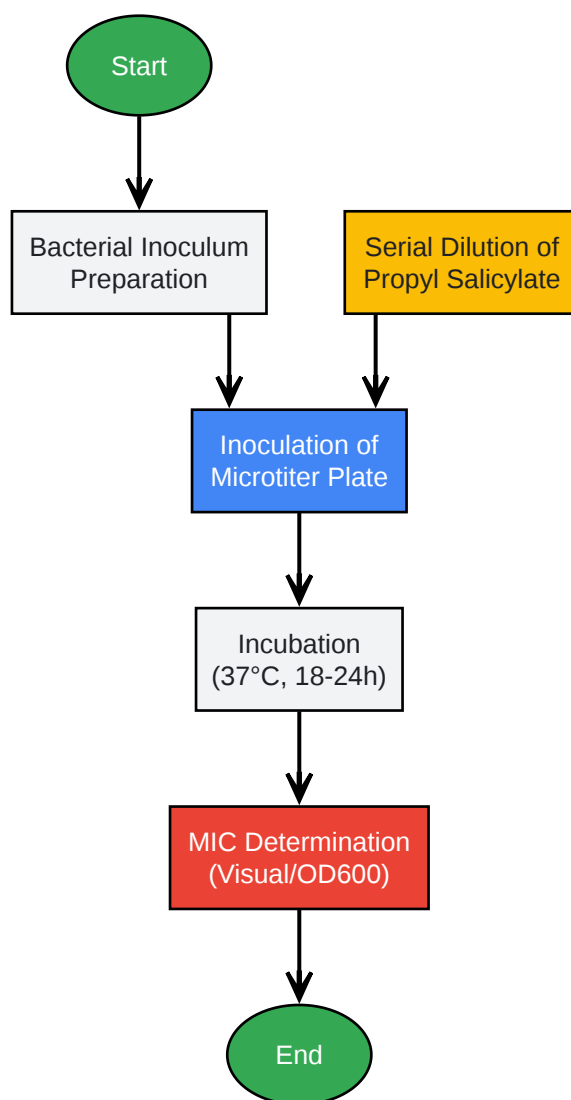 Start
Bacterial Inoculum
Preparation
Serial Dilution of
Propyl Salicylate
Inoculation of
Microtiter Plate
Incubation
(37°C, 18-24h)
MIC Determination
(Visual/OD600)
End